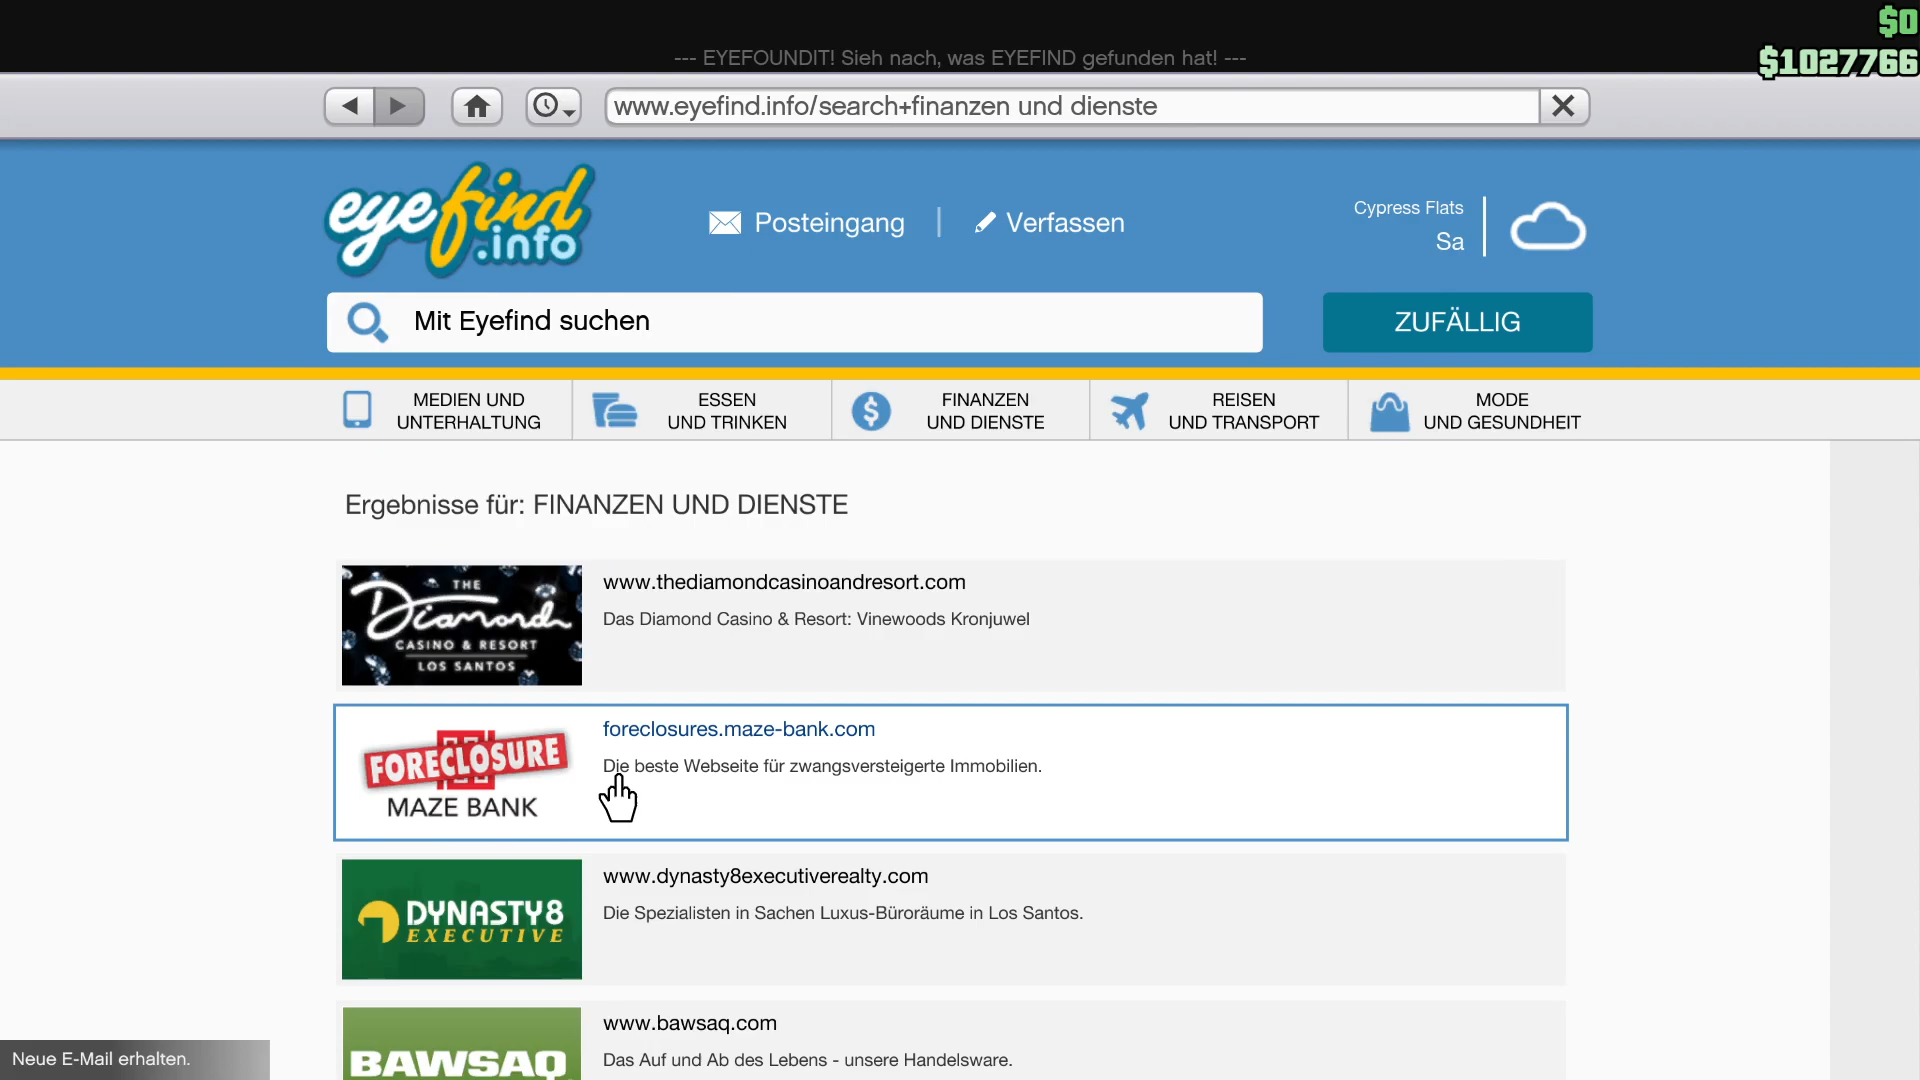 $0
--- EYEFOUNDIT! Sieh nach, was EYEFIND gefunden hat! ---
$1027766
www.eyefind.info/search+finanzen und dienste
eyefind.info
Posteingang
Verfassen
Cypress Flats
Sa
Mit Eyefind suchen
ZUFÄLLIG
MEDIEN UND
UNTERHALTUNG
ESSEN
UND TRINKEN
FINANZEN
UND DIENSTE
REISEN
UND TRANSPORT
MODE
UND GESUNDHEIT
Ergebnisse für: FINANZEN UND DIENSTE
THE
Diamond
CASINO & RESORT
LOS SANTOS
www.thediamondcasinoandresort.com
Das Diamond Casino & Resort: Vinewoods Kronjuwel
FORECLOSURE
MAZE BANK
foreclosures.maze-bank.com
Die beste Webseite für zwangsversteigerte Immobilien.
DYNASTY8
EXECUTIVE
www.dynasty8executiverealty.com
Die Spezialisten in Sachen Luxus-Büroräume in Los Santos.
BAWSAQ
www.bawsaq.com
Das Auf und Ab des Lebens - unsere Handelsware.
Neue E-Mail erhalten.